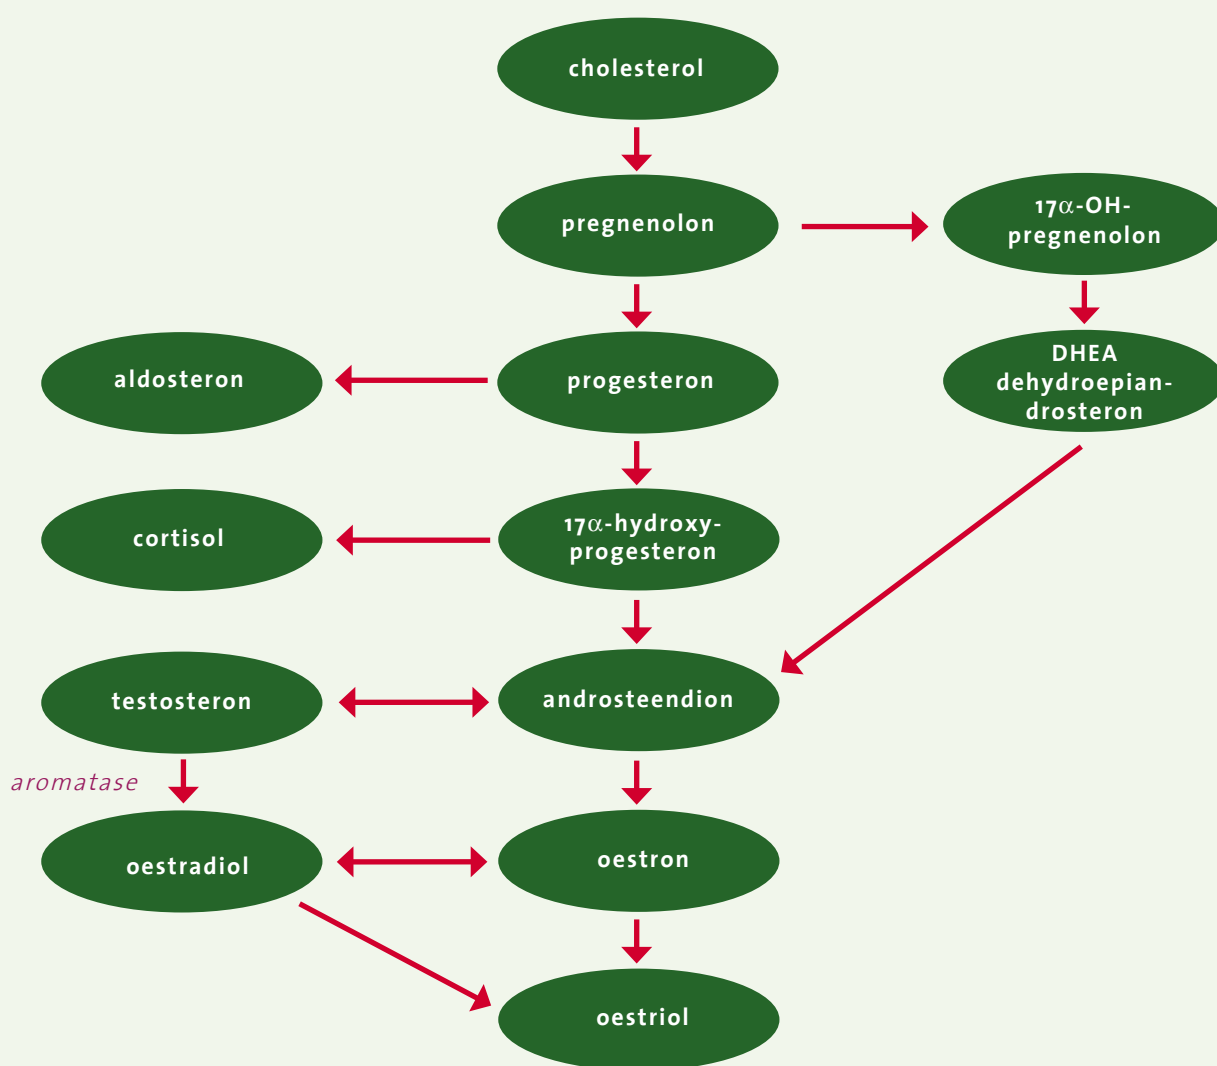 cholesterol
pregnenolon
17α-OH-
pregnenolon
aldosteron
progesteron
DHEA
dehydroepian-
drosteron
cortisol
17α-hydroxy-
progesteron
testosteron
androsteendion
aromatase
oestradiol
oestron
oestriol